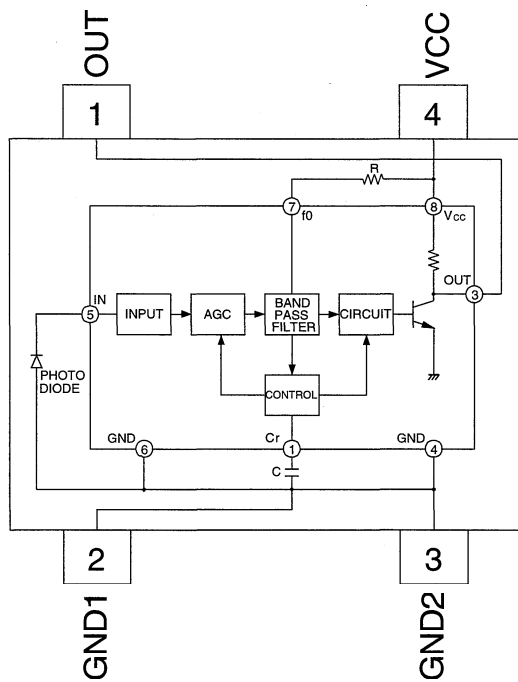 OUT
VCC
1
4
R
7
f0
8
Vcc
OUT
3
IN
5
INPUT
AGC
BAND
PASS
FILTER
CIRCUIT
PHOTO
DIODE
CONTROL
GND
6
Cr
1
GND
4
C
2
3
GND1
GND2